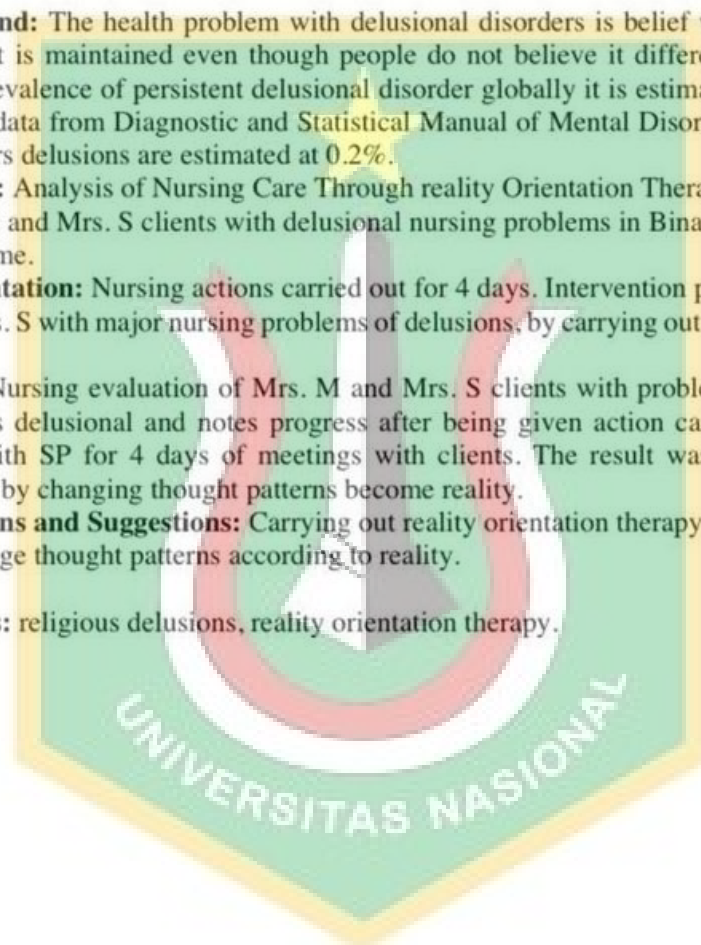 nd: The health problem with delusional disorders is belief
t is maintained even though people do not believe it differe
evalence of persistent delusional disorder globally it is estima
data from Diagnostic and Statistical Manual of Mental Disor
rs delusions are estimated at 0.2%.
: Analysis of Nursing Care Through reality Orientation Thera
and Mrs. S clients with delusional nursing problems in Bina
me.
tation: Nursing actions carried out for 4 days. Intervention p
s. S with major nursing problems of delusions, by carrying out
Nursing evaluation of Mrs. M and Mrs. S clients with proble
s delusional and notes progress after being given action ca
ith SP for 4 days of meetings with clients. The result wa
by changing thought patterns become reality.
ns and Suggestions: Carrying out reality orientation therapy
ge thought patterns according to reality.
s: religious delusions, reality orientation therapy.
UNIVERSITAS NASIONAL